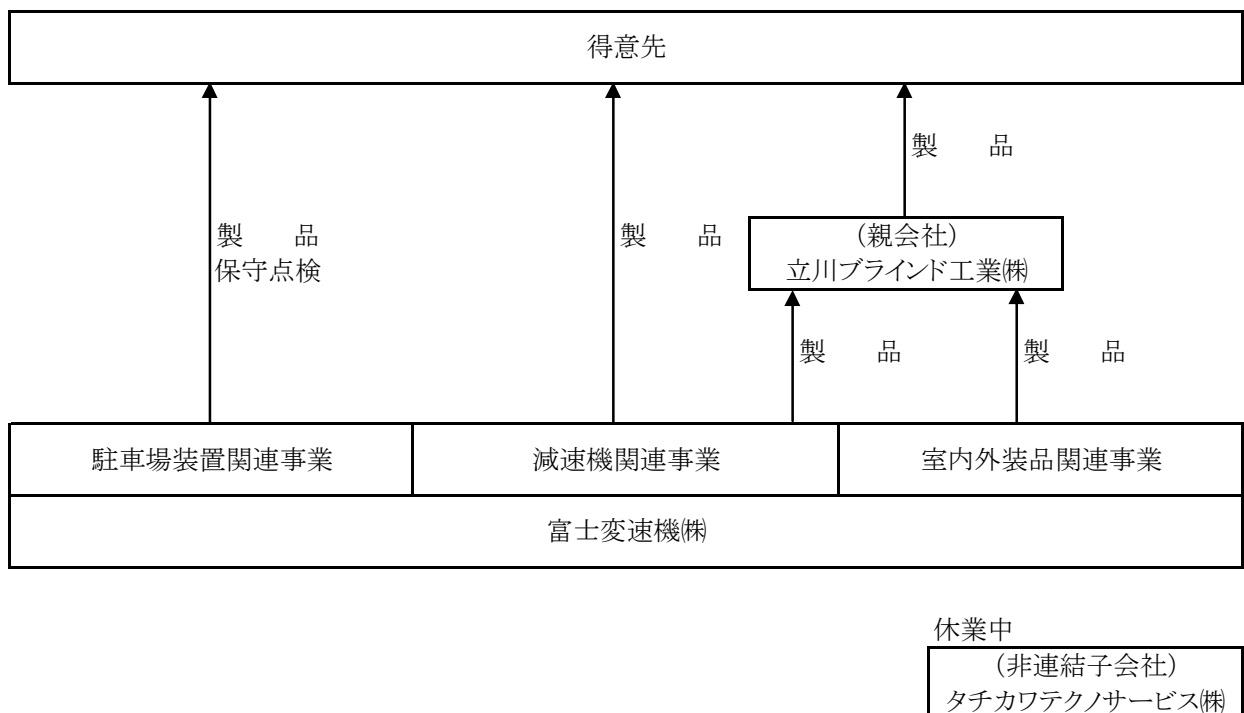 得意先
製　品
製　品
保守点検
製　品
（親会社）
立川ブラインド工業㈱
製　品
製　品
駐車場装置関連事業
減速機関連事業
室内外装品関連事業
富士変速機㈱
休業中
（非連結子会社）
タチカワテクノサービス㈱